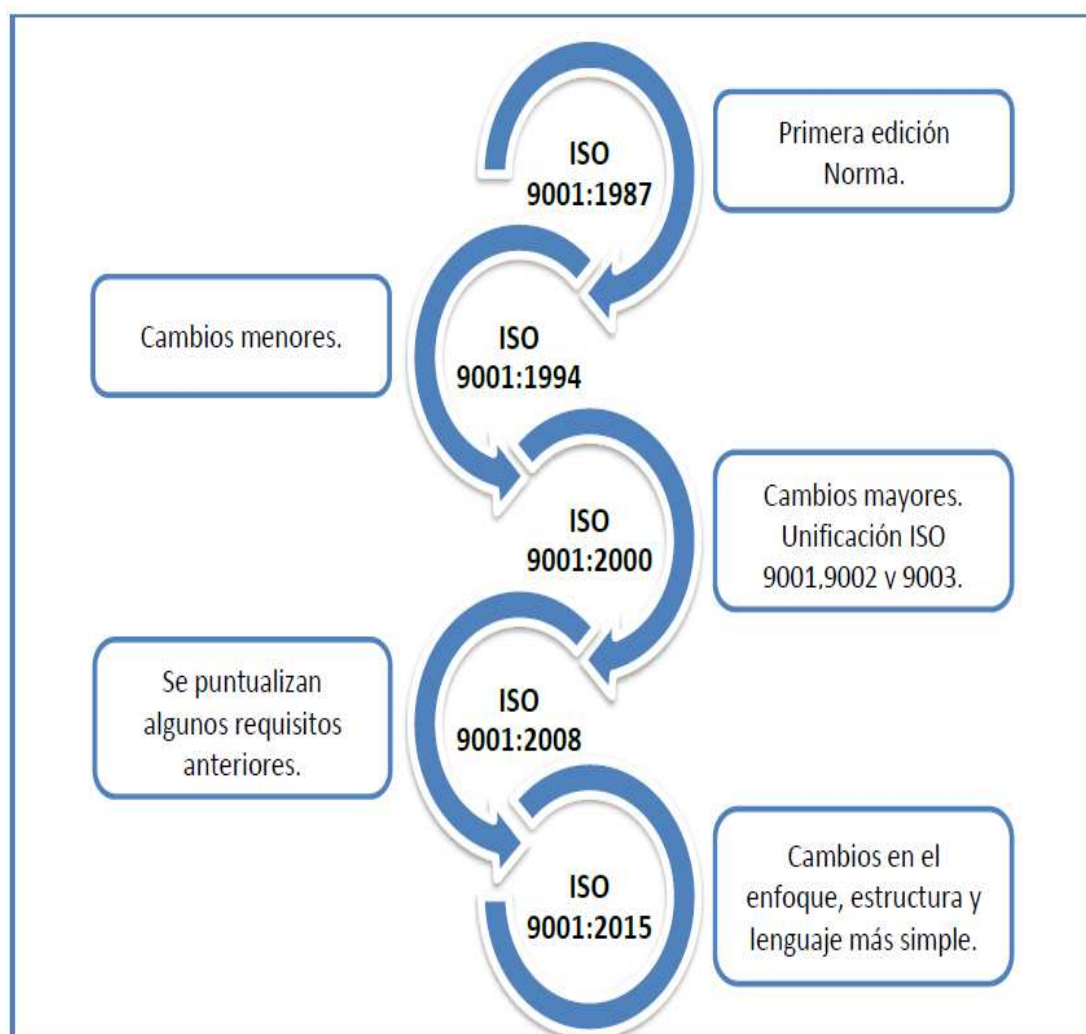 ISO
9001:1987
Primera edición
Norma.
Cambios menores.
ISO
9001:1994
ISO
9001:2000
Cambios mayores.
Unificación ISO
9001,9002 y 9003.
Se puntualizan
algunos requisitos
anteriores.
ISO
9001:2008
ISO
9001:2015
Cambios en el
enfoque, estructura y
lenguaje más simple.